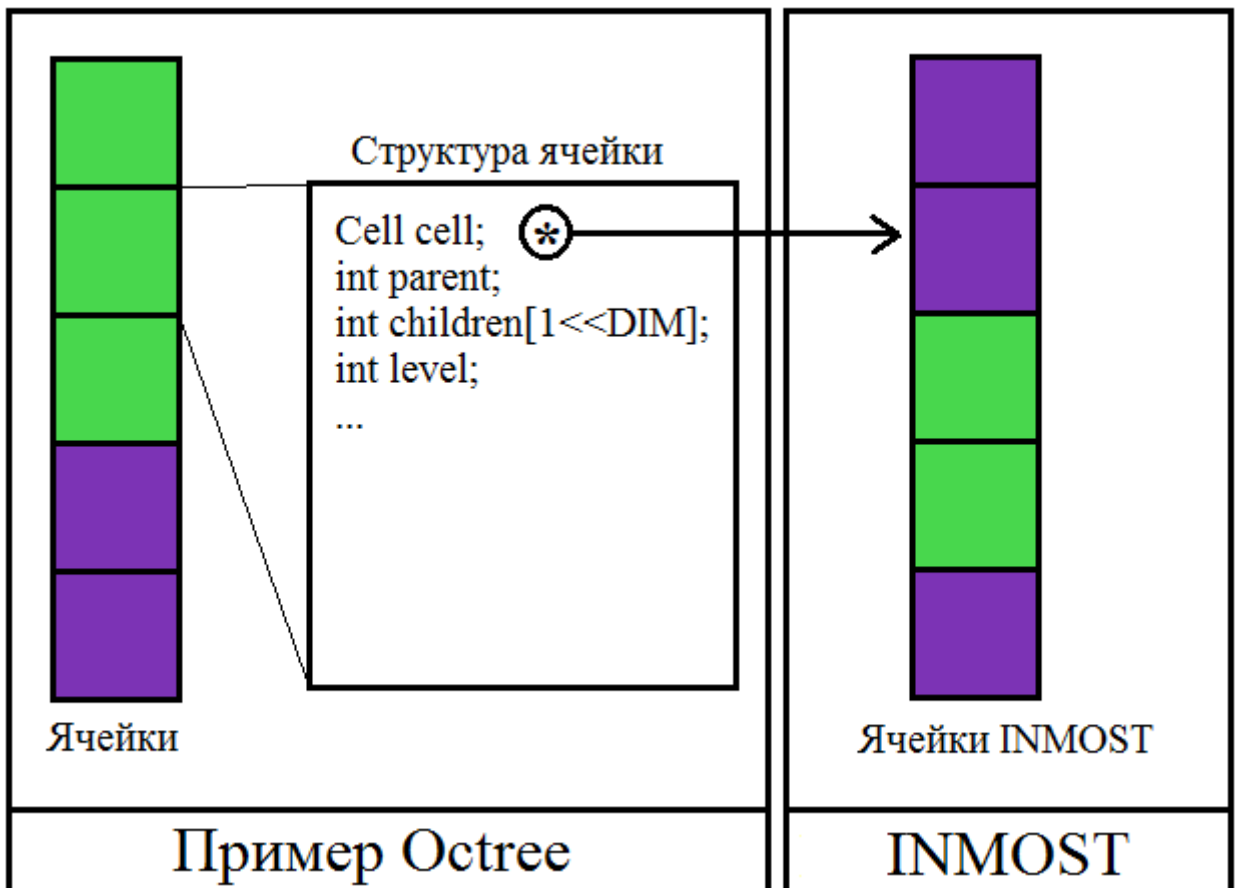 Структура ячейки
Cell cell; *
int parent;
int children[1<<DIM];
int level;
...
Ячейки
Ячейки INMOST
Пример Octree
INMOST